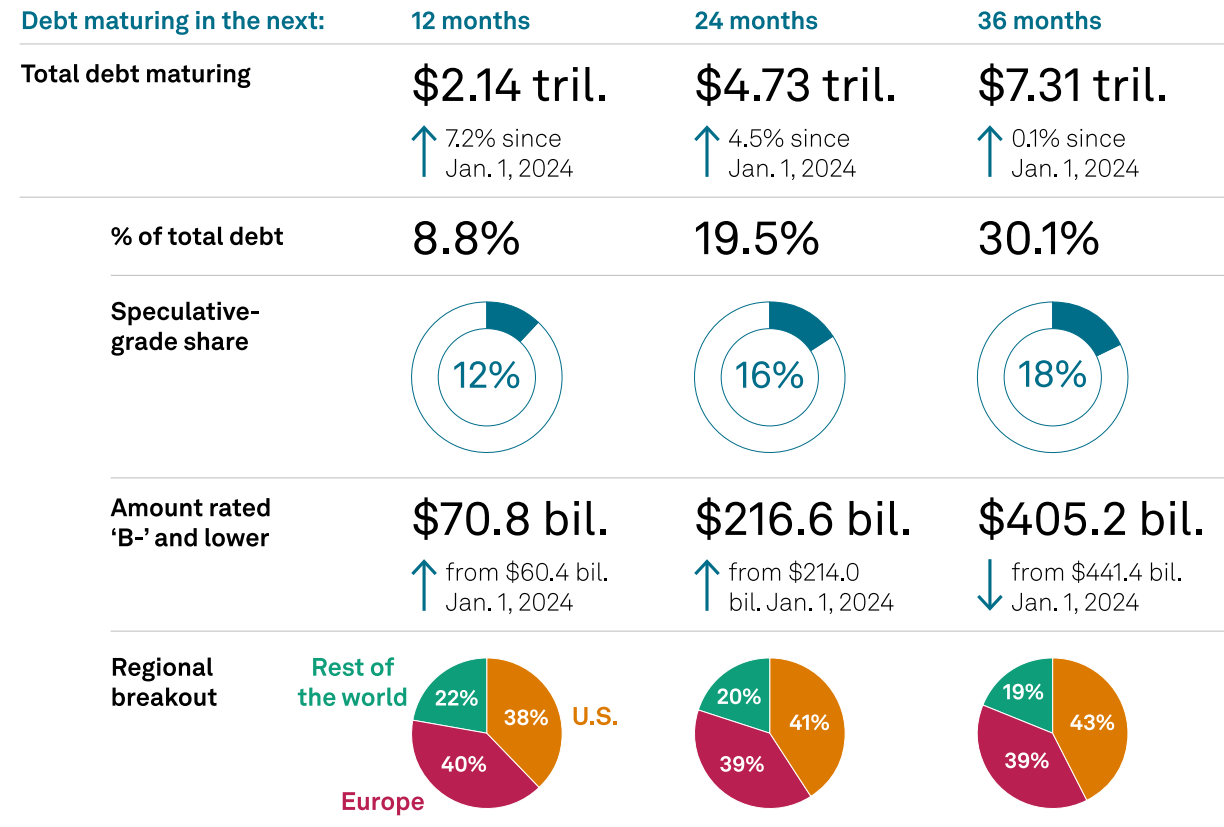 Debt maturing in the next: 12 months 24 months 36 months
Total debt maturing $2.14 tril. $4.73 tril. $7.31 tril.
7.2% since 4.5% since 0.1% since
Jan. 1, 2024 Jan. 1, 2024 Jan. 1, 2024
% of total debt 8.8% 19.5% 30.1%
Speculative-
grade share
12% 16% 18%
Amount rated $70.8 bil. $216.6 bil. $405.2 bil.
‘B-’ and lower
from $60.4 bil. from $214.0 from $441.4 bil.
Jan. 1, 2024 bil. Jan. 1, 2024 Jan. 1, 2024
Regional Rest of
breakout the world 22% 20% 19%
38% U.S. 41% 43%
40% 39% 39%
Europe